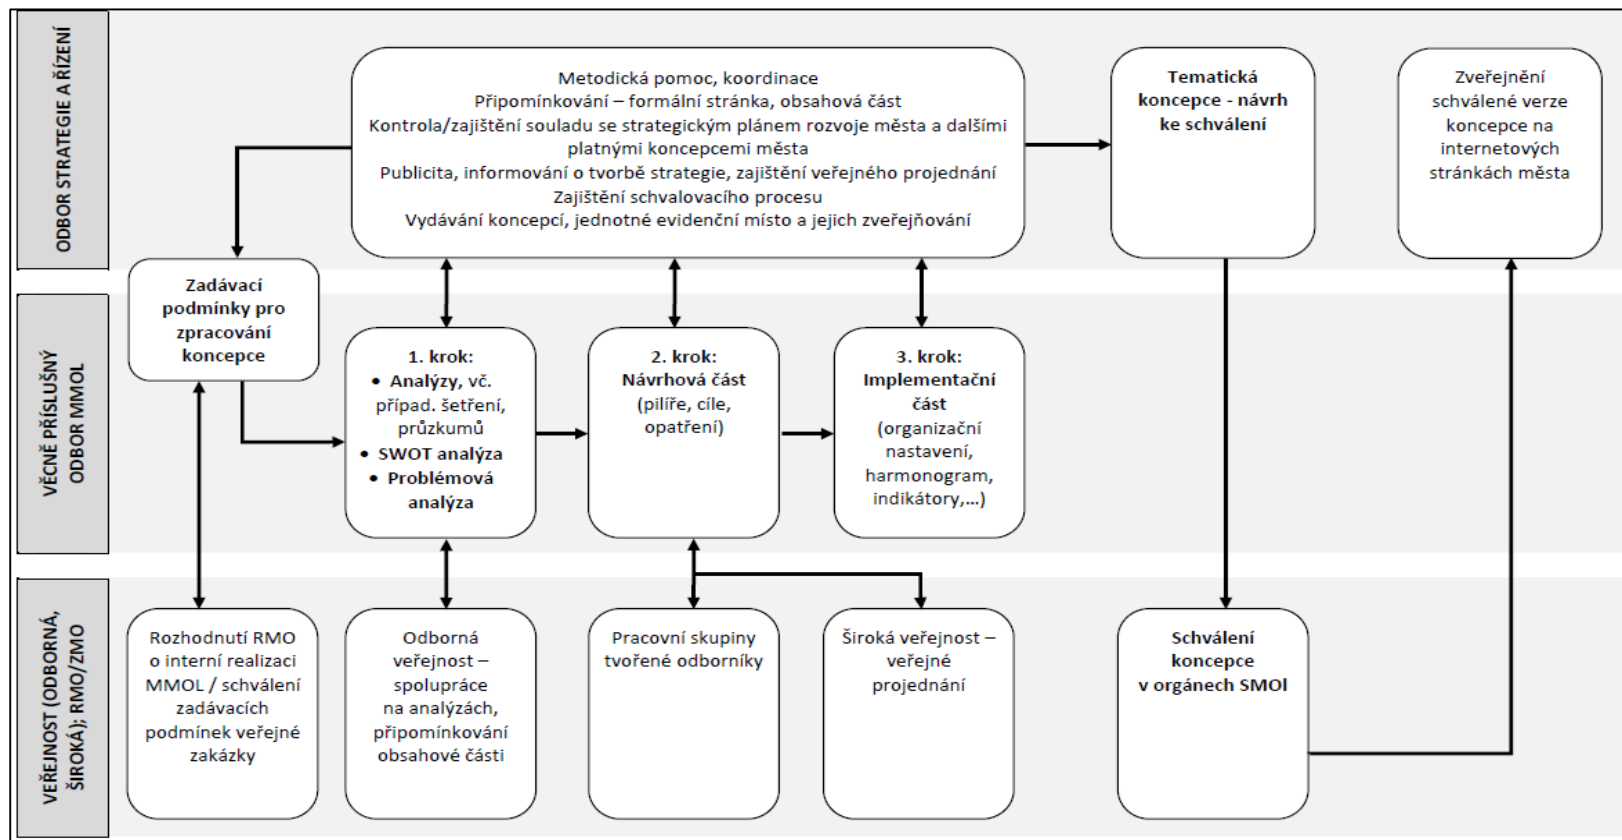 ODBOR STRATEGIE A ŘÍZENÍ
Metodická pomoc, koordinace
Připomínkování – formální stránka, obsahová část
Kontrola/zajištění souladu se strategickým plánem rozvoje města a dalšími
platnými koncepcemi města
Publicita, informování o tvorbě strategie, zajištění veřejného projednání
Zajištění schvalovacího procesu
Vydávání koncepcí, jednotné evidenční místo a jejich zveřejňování
Tematická
koncepce - návrh
ke schválení
Zveřejnění
schválené verze
koncepce na
internetových
stránkách města
VĚCNĚ PŘÍSLUŠNÝ
ODBOR MMOL
Zadávací
podmínky pro
zpracování
koncepce
1. krok:
• Analýzy, vč.
případ. šetření,
průzkumů
• SWOT analýza
• Problémová
analýza
2. krok:
Návrhová část
(pilíře, cíle,
opatření)
3. krok:
Implementační
část
(organizační
nastavení,
harmonogram,
indikátory,...)
VEŘEJNOST (ODBORNÁ,
ŠIROKÁ); RMO/ZMO
Rozhodnutí RMO
o interní realizaci
MMOL / schválení
zadávacích
podmínek veřejné
zakázky
Odborná
veřejnost –
spolupráce
na analýzách,
připomínkování
obsahové části
Pracovní skupiny
tvořené odborníky
Široká veřejnost –
veřejné
projednání
Schválení
koncepce
v orgánech SMOl